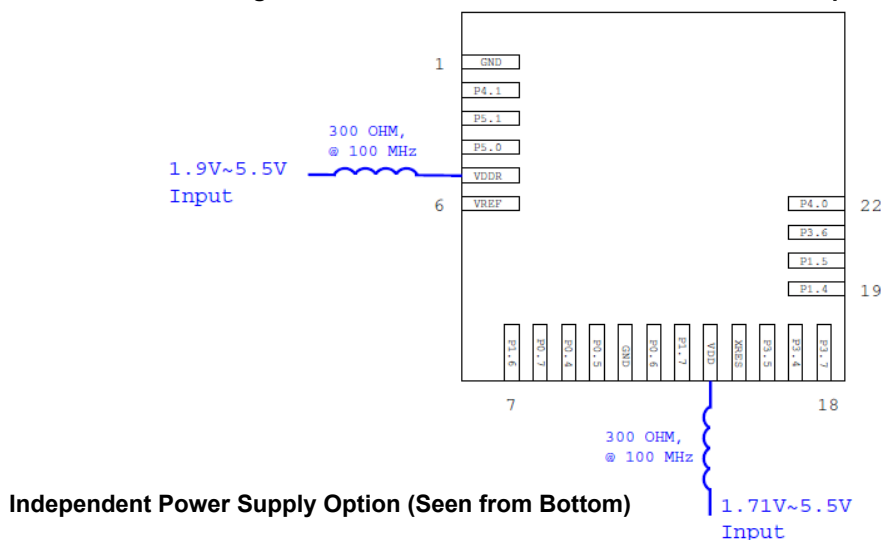 1
GND
P4.1
P5.1
P5.0
VDDR
6
VREF
300 OHM,
@ 100 MHz
1.9V~5.5V
Input
P4.0
22
P3.6
P1.5
P1.4
19
P1.6
P0.7
P0.4
P0.5
GND
P0.6
P1.7
VDD
XRES
P3.5
P3.4
P3.7
7
18
300 OHM,
@ 100 MHz
Independent Power Supply Option (Seen from Bottom)
1.71V~5.5V
Input